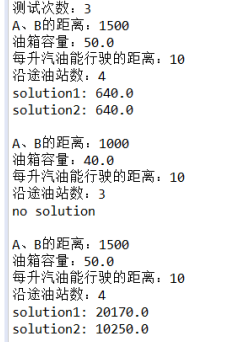 测试次数：3
A、B的距离：1500
油箱容量：50.0
每升汽油能行驶的距离：10
沿途油站数：4
solution1: 640.0
solution2: 640.0
A、B的距离：1000
油箱容量：40.0
每升汽油能行驶的距离：10
沿途油站数：3
no solution
A、B的距离：1500
油箱容量：50.0
每升汽油能行驶的距离：10
沿途油站数：4
solution1: 20170.0
solution2: 10250.0